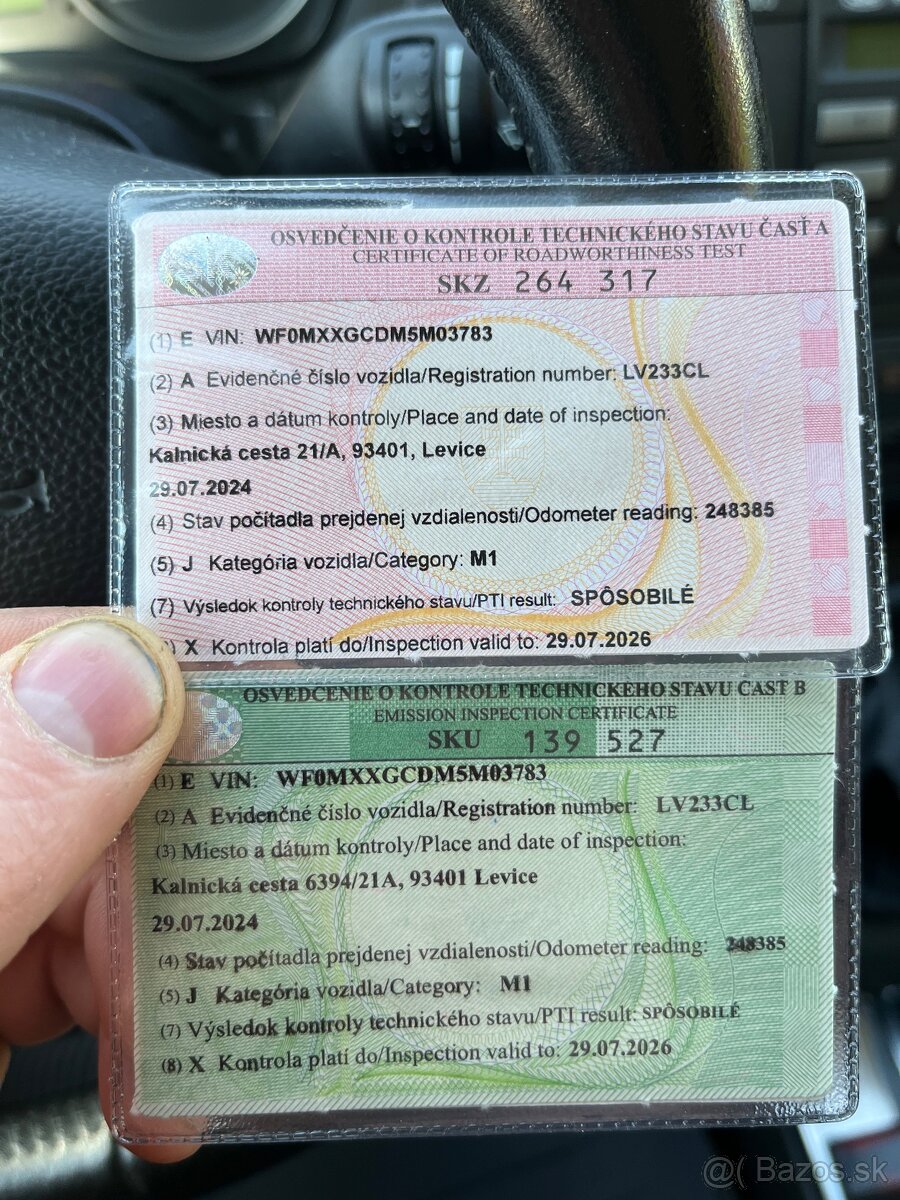 OSVEDČENIE O KONTROLE TECHNICKÉHO STAVU ČASŤ A
CERTIFICATE OF ROADWORTHINESS TEST
SKZ 264 317
(1) E VIN: WF0MXXGCDM5M03783
(2) A Evidenčné číslo vozidla/Registration number: LV233CL
(3) Miesto a dátum kontroly/Place and date of inspection:
Kalnická cesta 21/A, 93401, Levice
29.07.2024
(4) Stav počítadla prejdenej vzdialenosti/Odometer reading: 248385
(5) J Kategória vozidla/Category: M1
(7) Výsledok kontroly technického stavu/PTI result: SPÔSOBILÉ
) X Kontrola platí do/Inspection valid to: 29.07.2026
OSVEDČENIE O KONTROLE TECHNICKÉHO STAVU ČASŤ B
EMISSION INSPECTION CERTIFICATE
SKU 139 527
(1) E VIN: WF0MXXGCDM5M03783
(2) A Evidenčné číslo vozidla/Registration number: LV233CL
(3) Miesto a dátum kontroly/Place and date of inspection:
Kalnická cesta 6394/21A, 93401 Levice
29.07.2024
(4) Stav počítadla prejdenej vzdialenosti/Odometer reading: 248385
(5) J Kategória vozidla/Category: M1
(7) Výsledok kontroly technického stavu/PTI result: SPÔSOBILÉ
(8) X Kontrola platí do/Inspection valid to: 29.07.2026
@( Bazos.sk